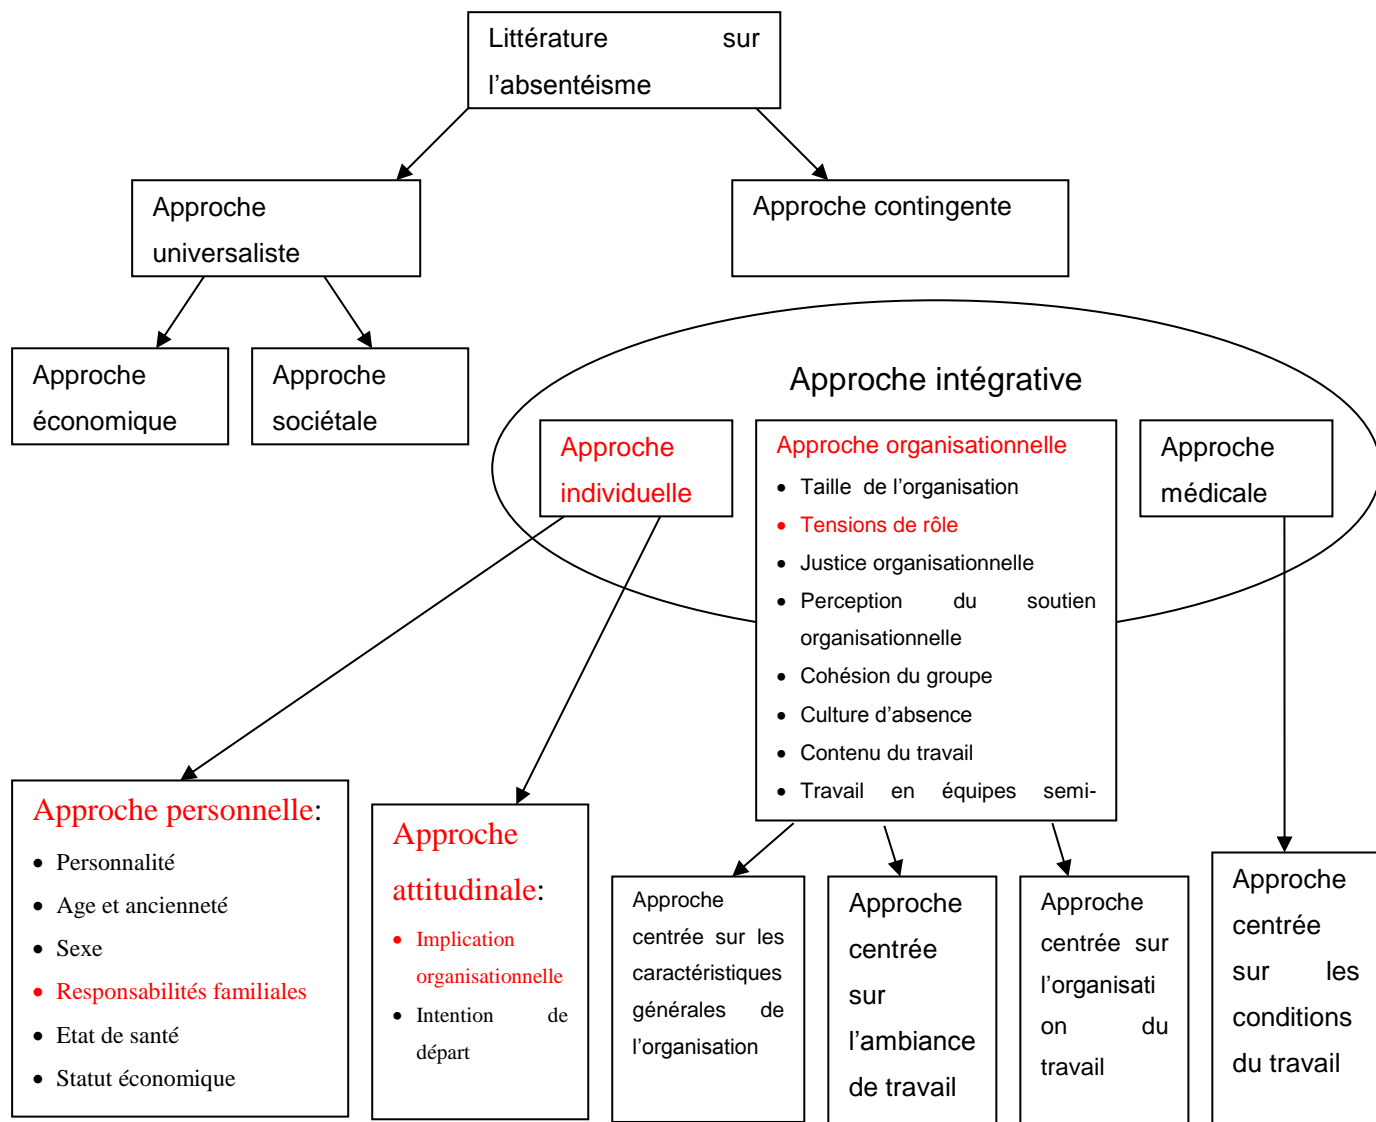 Littérature sur
l’absentéisme
Approche
universaliste
Approche contingente
Approche
économique
Approche
sociétale
Approche intégrative
Approche
individuelle
Approche organisationnelle
• Taille de l’organisation
• Tensions de rôle
• Justice organisationnelle
• Perception du soutien
organisationnelle
• Cohésion du groupe
• Culture d’absence
• Contenu du travail
• Travail en équipes semi-
Approche
médicale
Approche personnelle:
• Personnalité
• Age et ancienneté
• Sexe
• Responsabilités familiales
• Etat de santé
• Statut économique
Approche
attitudinale:
• Implication
organisationnelle
• Intention de
départ
Approche
centrée sur les
caractéristiques
générales de
l’organisation
Approche
centrée
sur
l’ambiance
de travail
Approche
centrée sur
l’organisati
on du
travail
Approche
centrée
sur les
conditions
du travail